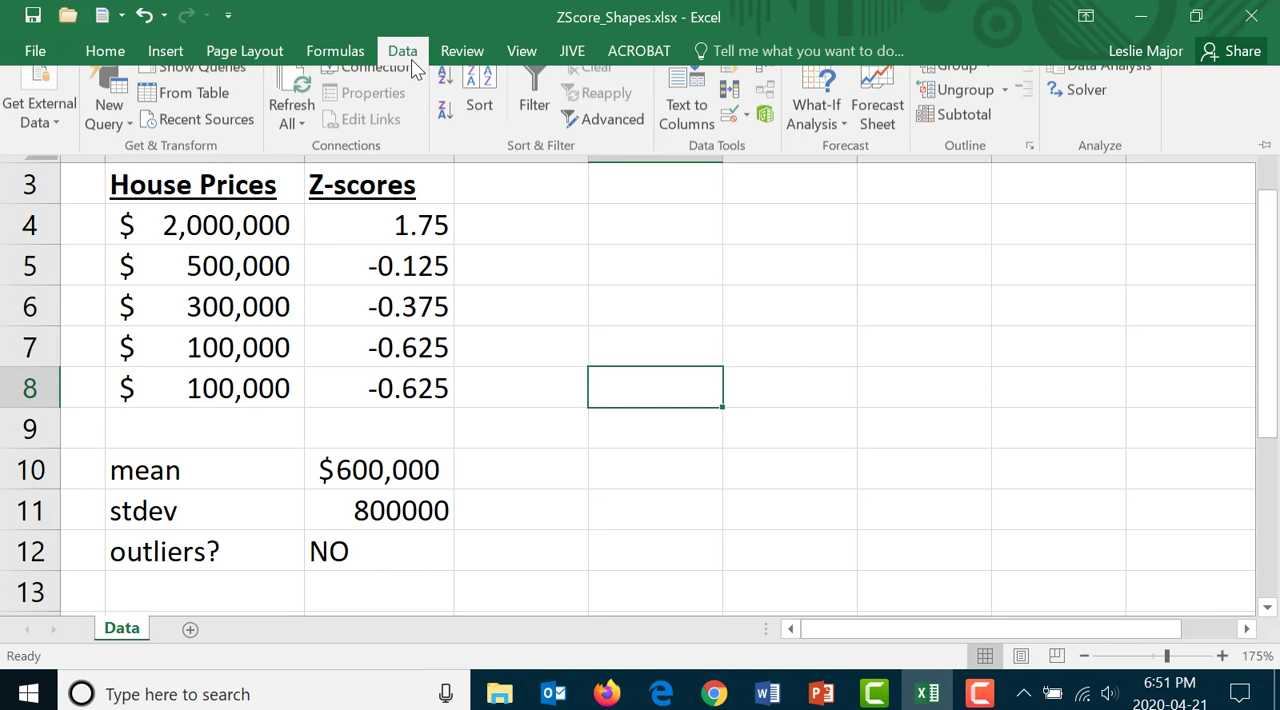 ZScore_Shapes.xlsx - Excel
File Home Insert Page Layout Formulas Data Review View JIVE ACROBAT Tell me what you want to do... Leslie Major Share
Get External Data
New Query
Show Queries
From Table
Recent Sources
Get & Transform
Refresh All
Connections
Properties
Edit Links
Connections
Sort
Filter
Clear
Reapply
Advanced
Sort & Filter
Text to Columns
Data Tools
What-If Analysis
Forecast Sheet
Forecast
Group
Ungroup
Subtotal
Outline
Data Analysis
Solver
Analyze
3 House Prices Z-scores
4 $ 2,000,000 1.75
5 $ 500,000 -0.125
6 $ 300,000 -0.375
7 $ 100,000 -0.625
8 $ 100,000 -0.625
9
10 mean $600,000
11 stdev 800000
12 outliers? NO
13
Data
Ready 175%
Type here to search
6:51 PM
2020-04-21